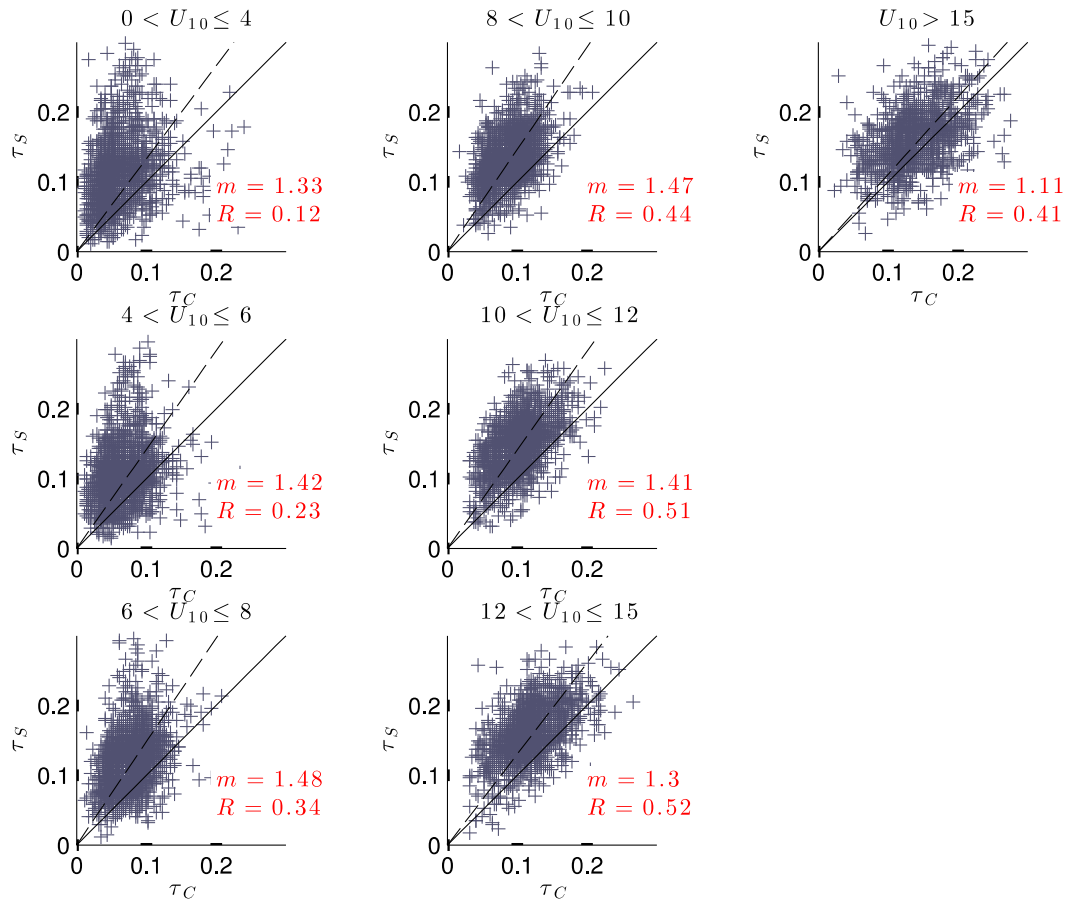 0 < U10 ≤ 4
0.2
0.1
0
τS
m = 1.33
R = 0.12
0 0.1 0.2
τC
4 < U10 ≤ 6
0.2
0.1
0
τS
m = 1.42
R = 0.23
0 0.1 0.2
τC
6 < U10 ≤ 8
0.2
0.1
0
τS
m = 1.48
R = 0.34
0 0.1 0.2
τC
8 < U10 ≤ 10
0.2
0.1
0
τS
m = 1.47
R = 0.44
0 0.1 0.2
τC
10 < U10 ≤ 12
0.2
0.1
0
τS
m = 1.41
R = 0.51
0 0.1 0.2
τC
12 < U10 ≤ 15
0.2
0.1
0
τS
m = 1.3
R = 0.52
0 0.1 0.2
τC
U10 > 15
0.2
0.1
0
τS
m = 1.11
R = 0.41
0 0.1 0.2
τC